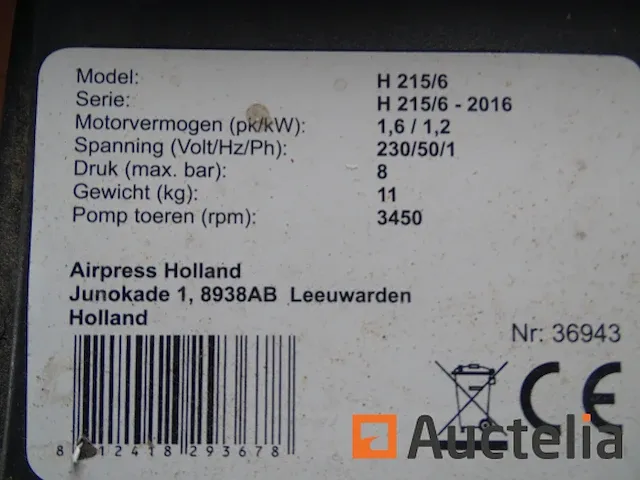 Model: H 215/6
Serie: H 215/6 - 2016
Motorvermogen (pk/kW): 1,6 / 1,2
Spanning (Volt/Hz/Ph): 230/50/1
Druk (max. bar): 8
Gewicht (kg): 11
Pomp toeren (rpm): 3450
Airpress Holland
Junokade 1, 8938AB Leeuwarden
Holland
Nr: 36943
CE
8 712418 293678
Auctelia